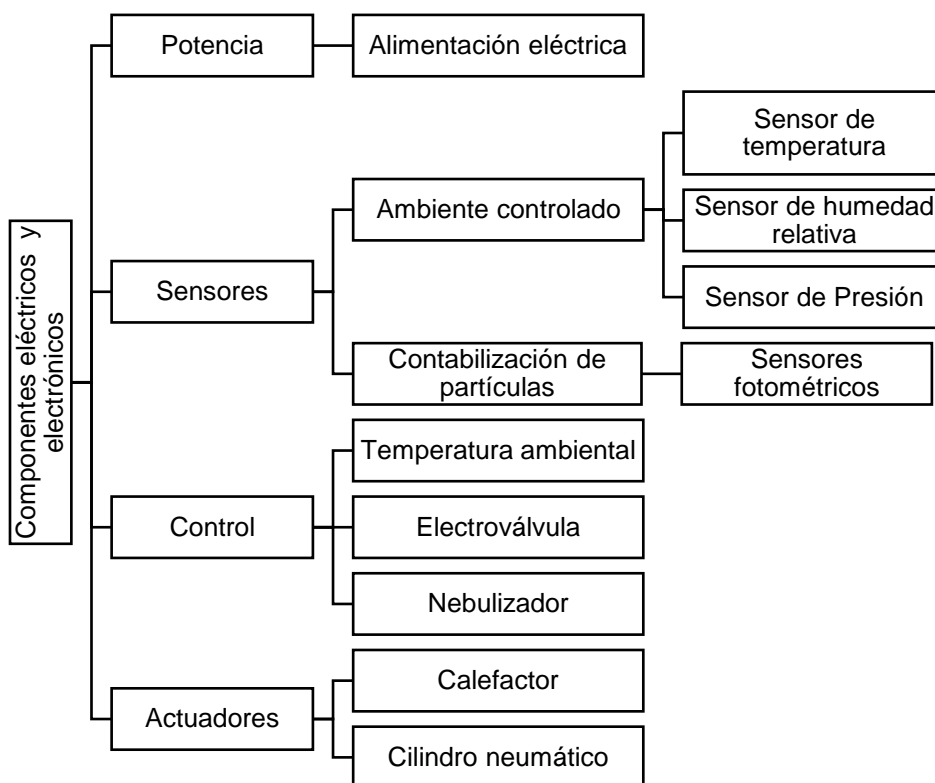 Componentes eléctricos y
electrónicos
Potencia
Alimentación eléctrica
Sensores
Ambiente controlado
Sensor de
temperatura
Sensor de humedad
relativa
Sensor de Presión
Contabilización de
partículas
Sensores
fotométricos
Control
Temperatura ambiental
Electroválvula
Nebulizador
Actuadores
Calefactor
Cilindro neumático